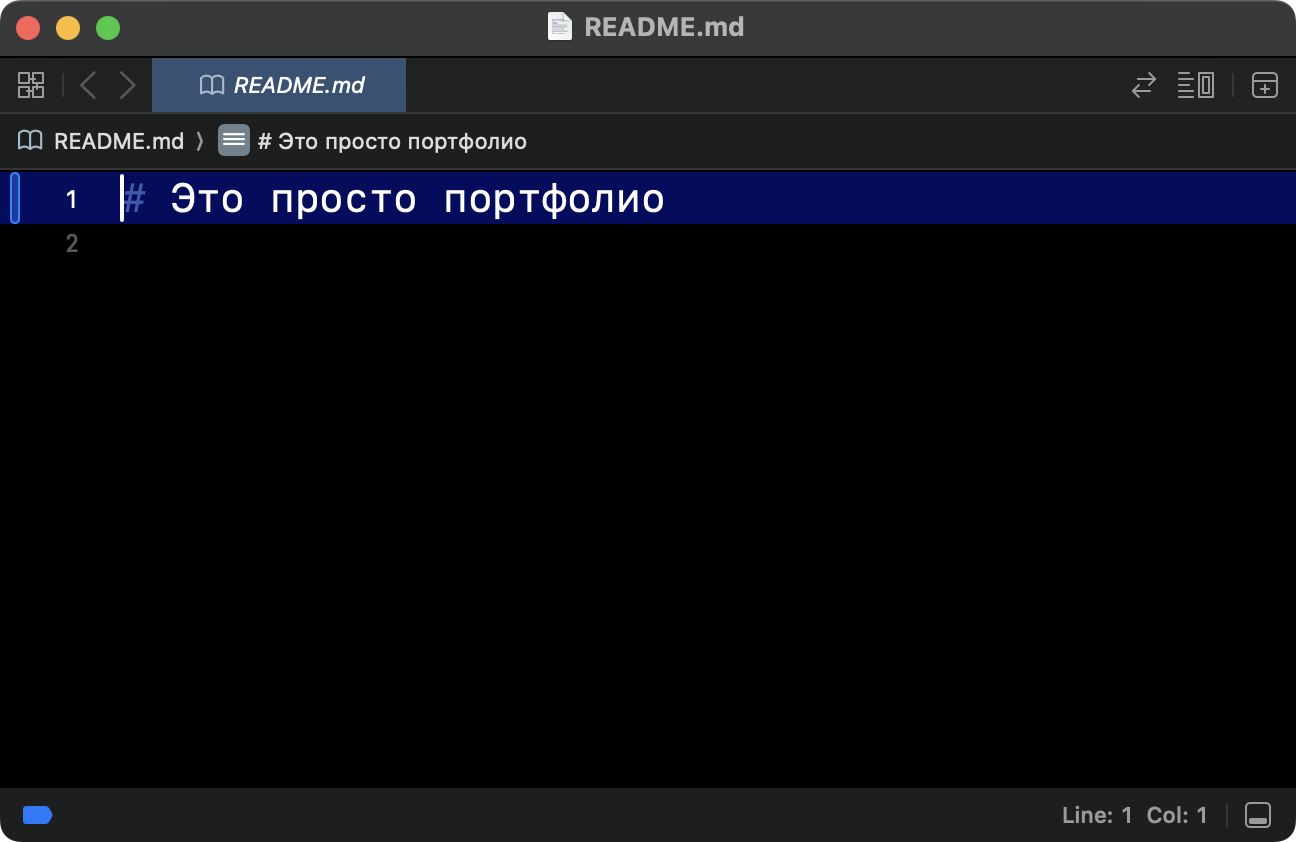 README.md
README.md
README.md 〉 # Это просто портфолио
1 # Это просто портфолио
2
Line: 1 Col: 1